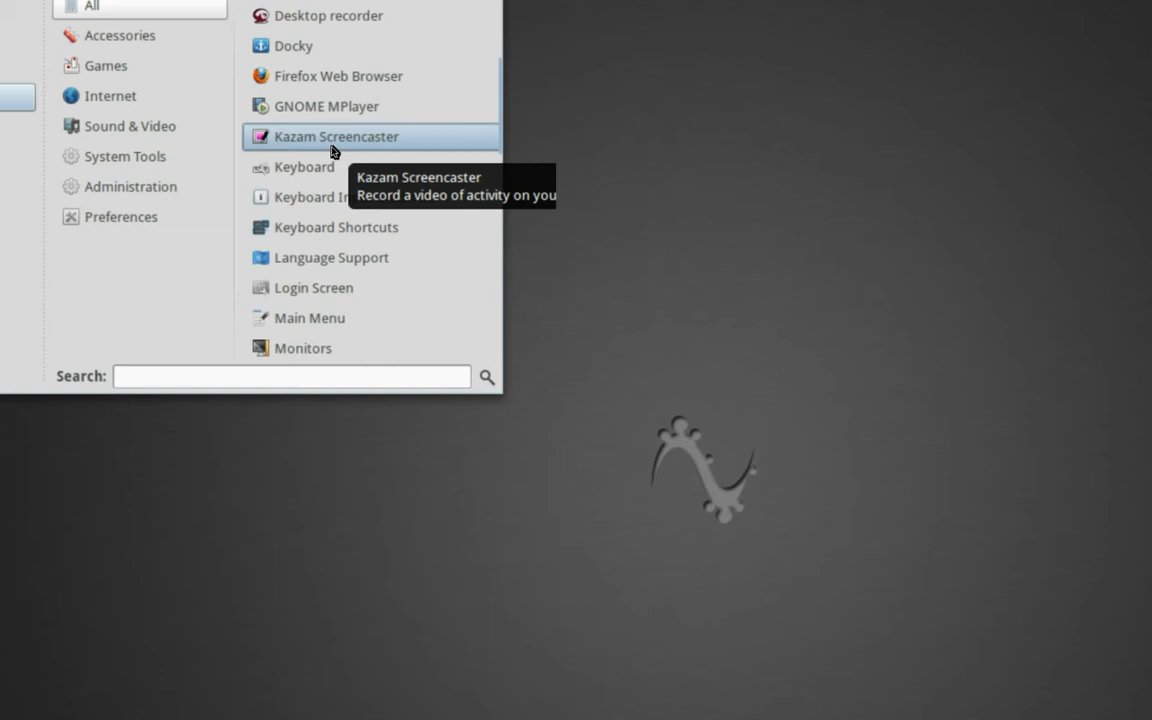 All
Accessories
Games
Internet
Sound & Video
System Tools
Administration
Preferences
Desktop recorder
Docky
Firefox Web Browser
GNOME MPlayer
Kazam Screencaster
Keyboard
Keyboard In
Keyboard Shortcuts
Language Support
Login Screen
Main Menu
Monitors
Kazam Screencaster
Record a video of activity on you
Search: